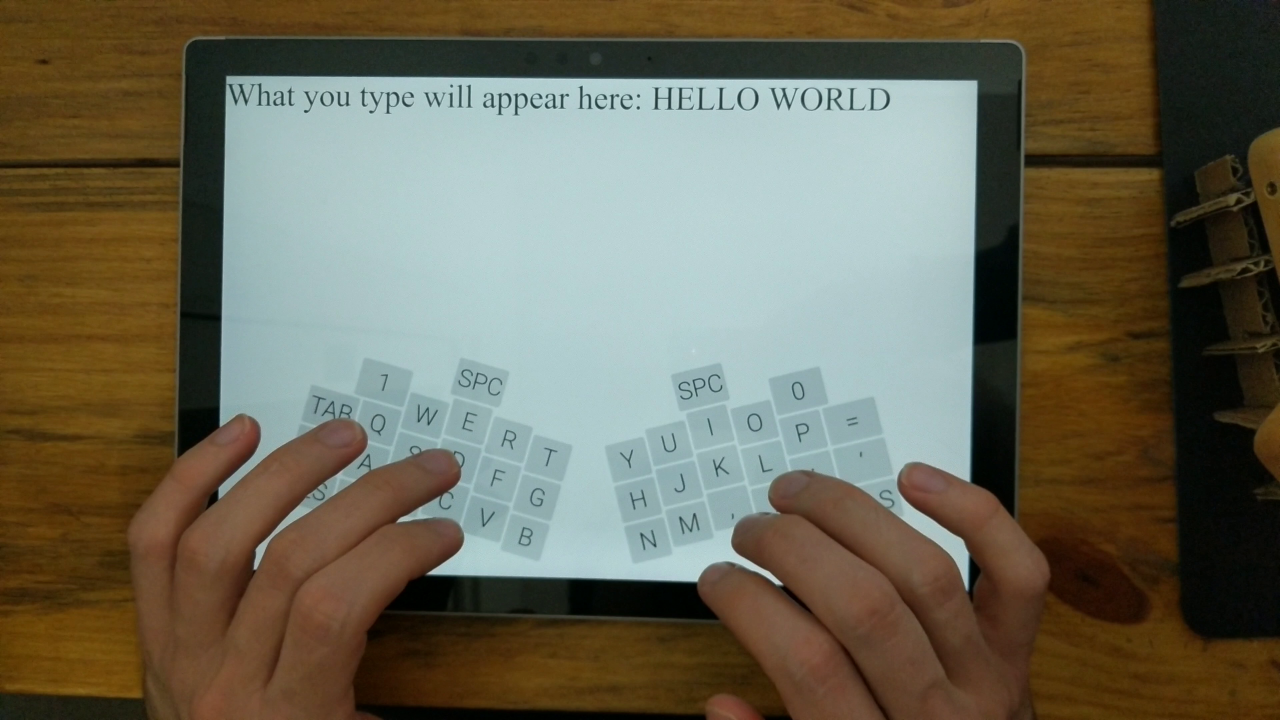 What you type will appear here: HELLO WORLD
1 SPC SPC 0
TAB Q W E R T Y U I O P =
A S D F G H J K L '
C V B N M , S